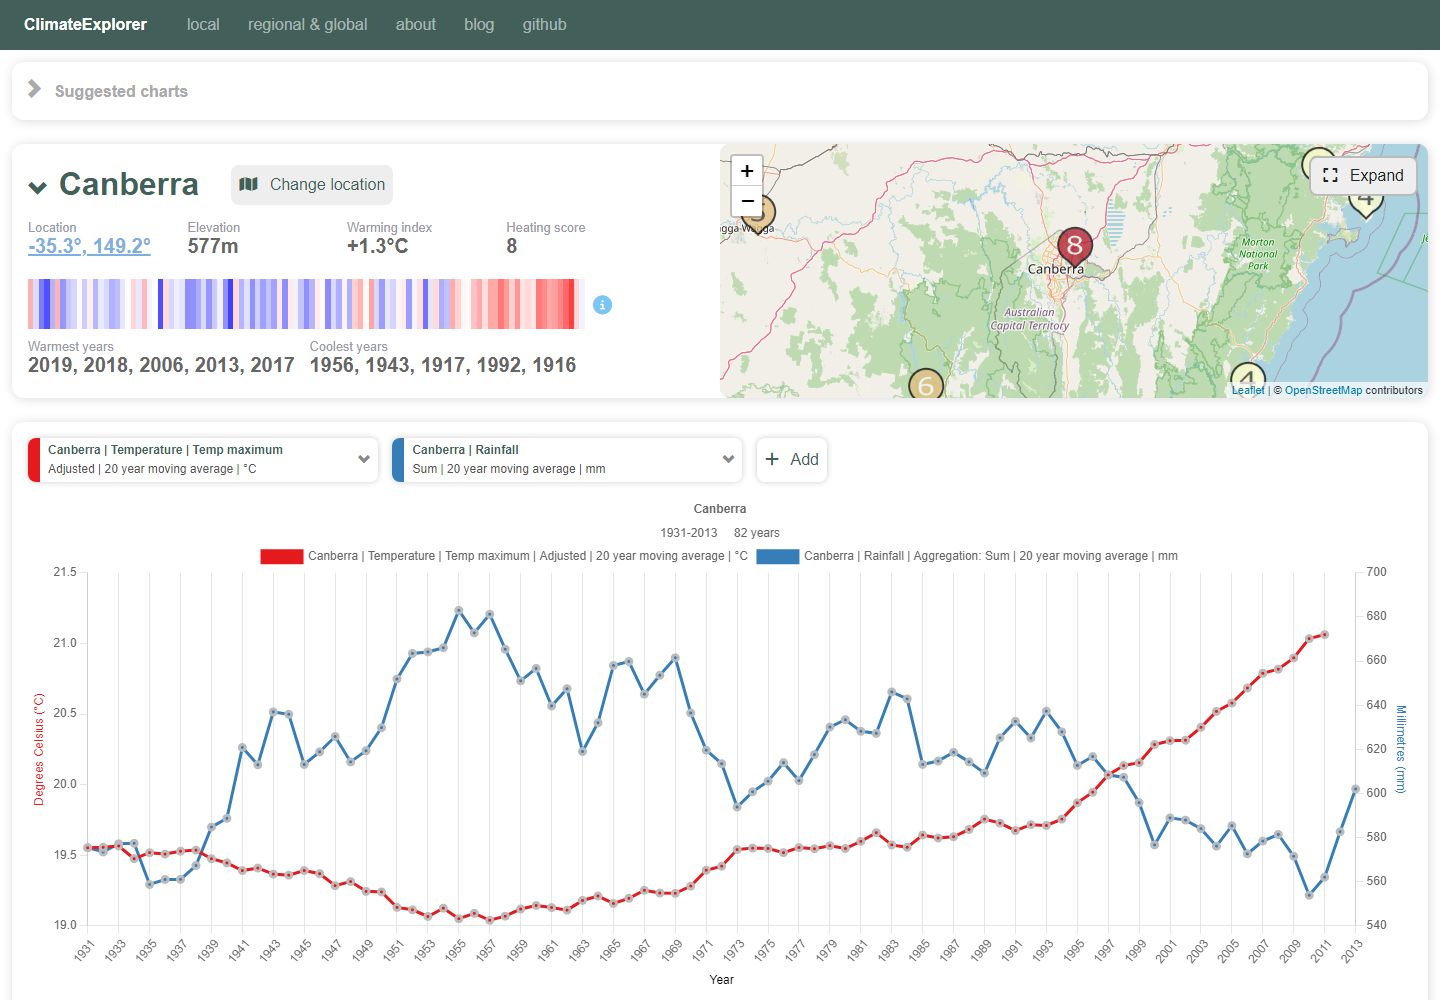 ClimateExplorer local regional & global about blog github
Suggested charts
Canberra Change location
Location Elevation Warming index Heating score
-35.3°, 149.2° 577m +1.3°C 8
Warmest years Coolest years
2019, 2018, 2006, 2013, 2017 1956, 1943, 1917, 1992, 1916
+
−
Expand
4
8
Canberra
Morton
National
Park
Australian
Capital Territory
6
4
Leaflet | © OpenStreetMap contributors
Canberra | Temperature | Temp maximum
Adjusted | 20 year moving average | °C
Canberra | Rainfall
Sum | 20 year moving average | mm
+ Add
Canberra
1931-2013 82 years
Canberra | Temperature | Temp maximum | Adjusted | 20 year moving average | °C Canberra | Rainfall | Aggregation: Sum | 20 year moving average | mm
21.5
21.0
20.5
20.0
19.5
19.0
Degrees Celsius (°C)
700
680
660
640
620
600
580
560
540
Millimetres (mm)
1931 1933 1935 1937 1939 1941 1943 1945 1947 1949 1951 1953 1955 1957 1959 1961 1963 1965 1967 1969 1971 1973 1975 1977 1979 1981 1983 1985 1987 1989 1991 1993 1995 1997 1999 2001 2003 2005 2007 2009 2011 2013
Year